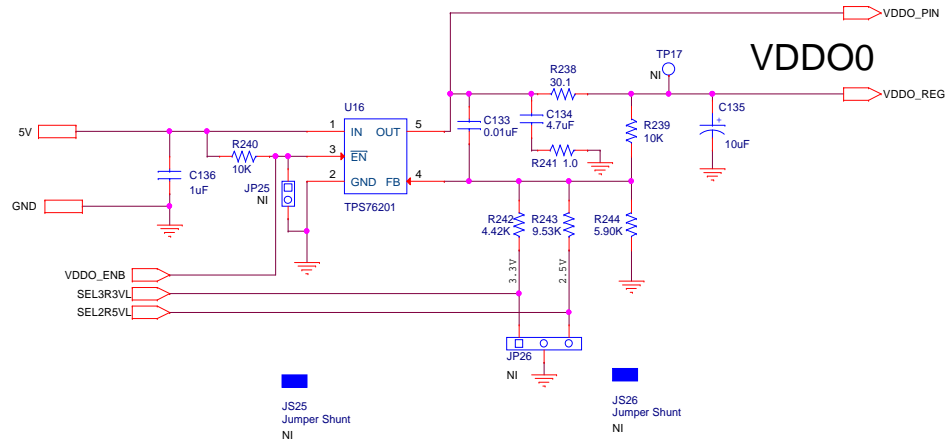 VDDO_PIN
VDDO0
TP17
NI
R238
30.1
VDDO_REG
U16
C133
0.01uF
C134
4.7uF
R239
10K
C135
+
10uF
5V
1
IN
OUT
5
R240
10K
3
EN
R241 1.0
C136
1uF
JP25
NI
2
GND
FB
4
GND
TPS76201
R242
4.42K
R243
9.53K
R244
5.90K
VDDO_ENB
3.3V
2.5V
SEL3R3VL
SEL2R5VL
JP26
NI
JS25
Jumper Shunt
NI
JS26
Jumper Shunt
NI